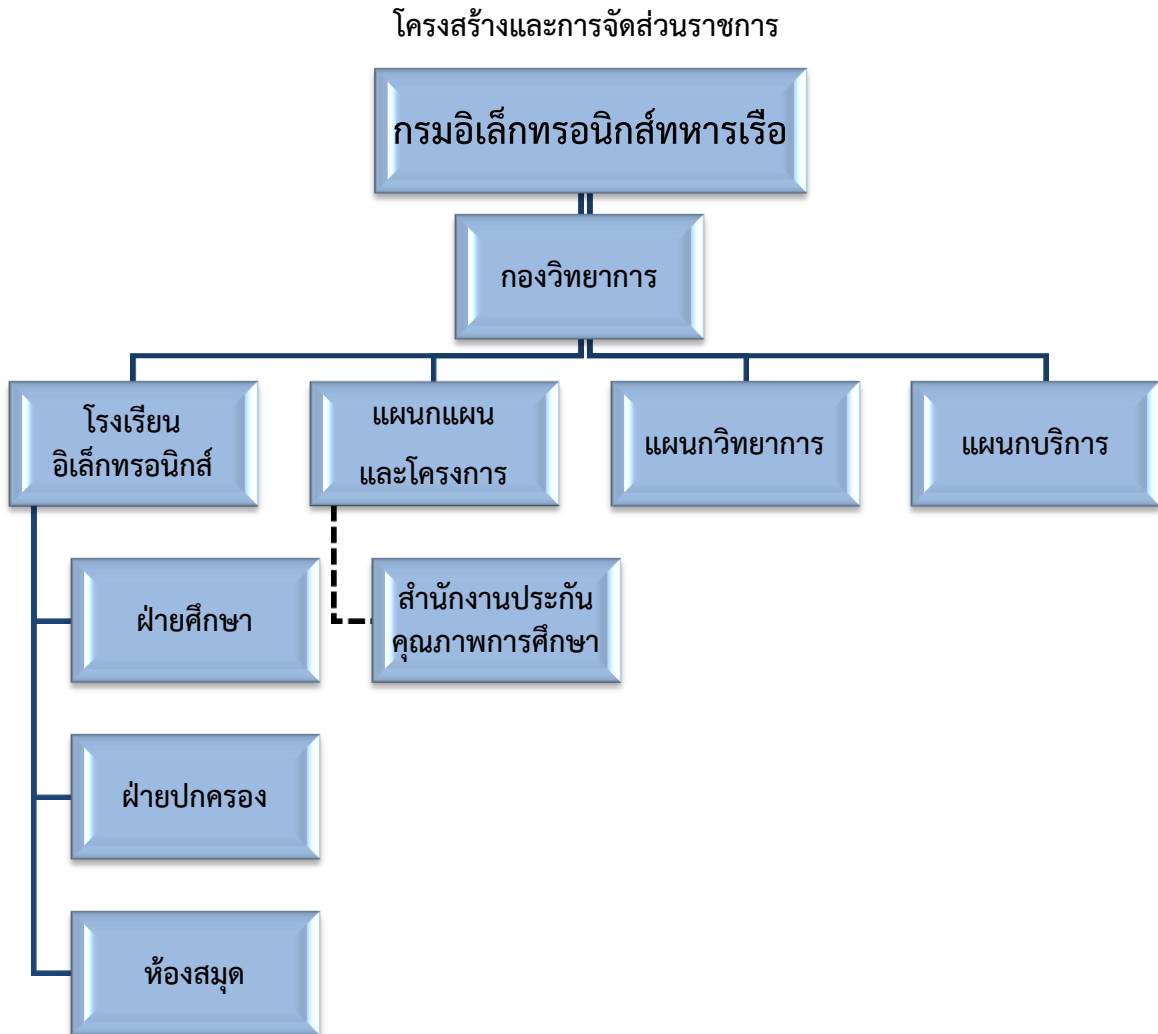 โครงสร้างและการจัดส่วนราชการ
กรมอิเล็กทรอนิกส์ทหารเรือ
กองวิทยาการ
โรงเรียน
อิเล็กทรอนิกส์
แผนกแผน
และโครงการ
แผนกวิทยาการ
แผนกบริการ
ฝ่ายศึกษา
สำนักงานประกัน
คุณภาพการศึกษา
ฝ่ายปกครอง
ห้องสมุด